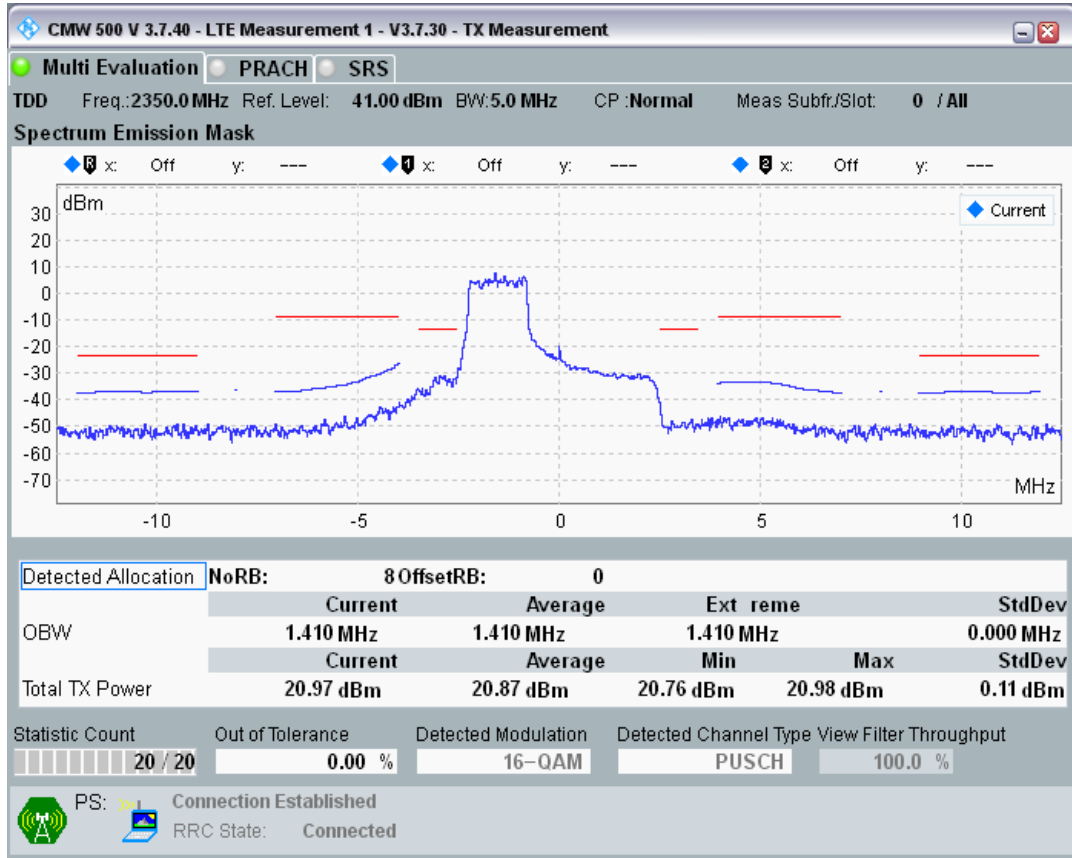 CMW 500 V 3.7.40 - LTE Measurement 1 - V3.7.30 - TX Measurement
Multi Evaluation PRACH SRS
TDD Freq.:2350.0 MHz Ref. Level: 41.00 dBm BW:5.0 MHz CP :Normal Meas Subfr./Slot: 0 / All
Spectrum Emission Mask
R x: Off y: --- 1 x: Off y: --- 2 x: Off y: ---
dBm
Current
30
20
10
0
-10
-20
-30
-40
-50
-60
-70
MHz
-10 -5 0 5 10
Detected Allocation NoRB: 8 OffsetRB: 0
Current Average Ext reme StdDev
OBW 1.410 MHz 1.410 MHz 1.410 MHz 0.000 MHz
Current Average Min Max StdDev
Total TX Power 20.97 dBm 20.87 dBm 20.76 dBm 20.98 dBm 0.11 dBm
Statistic Count Out of Tolerance Detected Modulation Detected Channel Type View Filter Throughput
20 / 20 0.00 % 16-QAM PUSCH 100.0 %
PS: Connection Established
RRC State: Connected